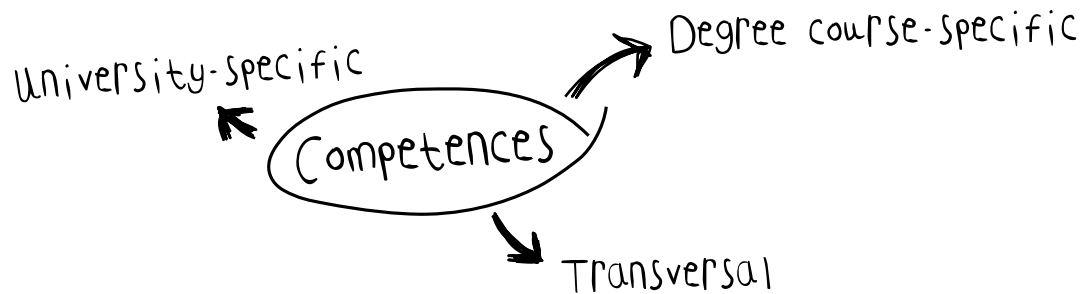 Degree course-specific
University-specific
Competences
Transversal